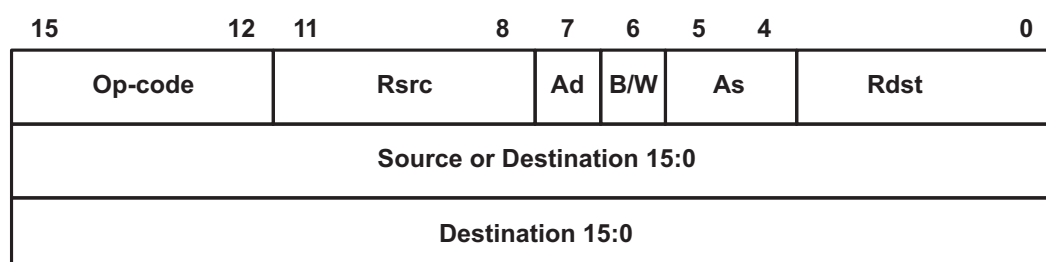 15 12 11 8 7 6 5 4 0
Op-code Rsrc Ad B/W As Rdst
Source or Destination 15:0
Destination 15:0